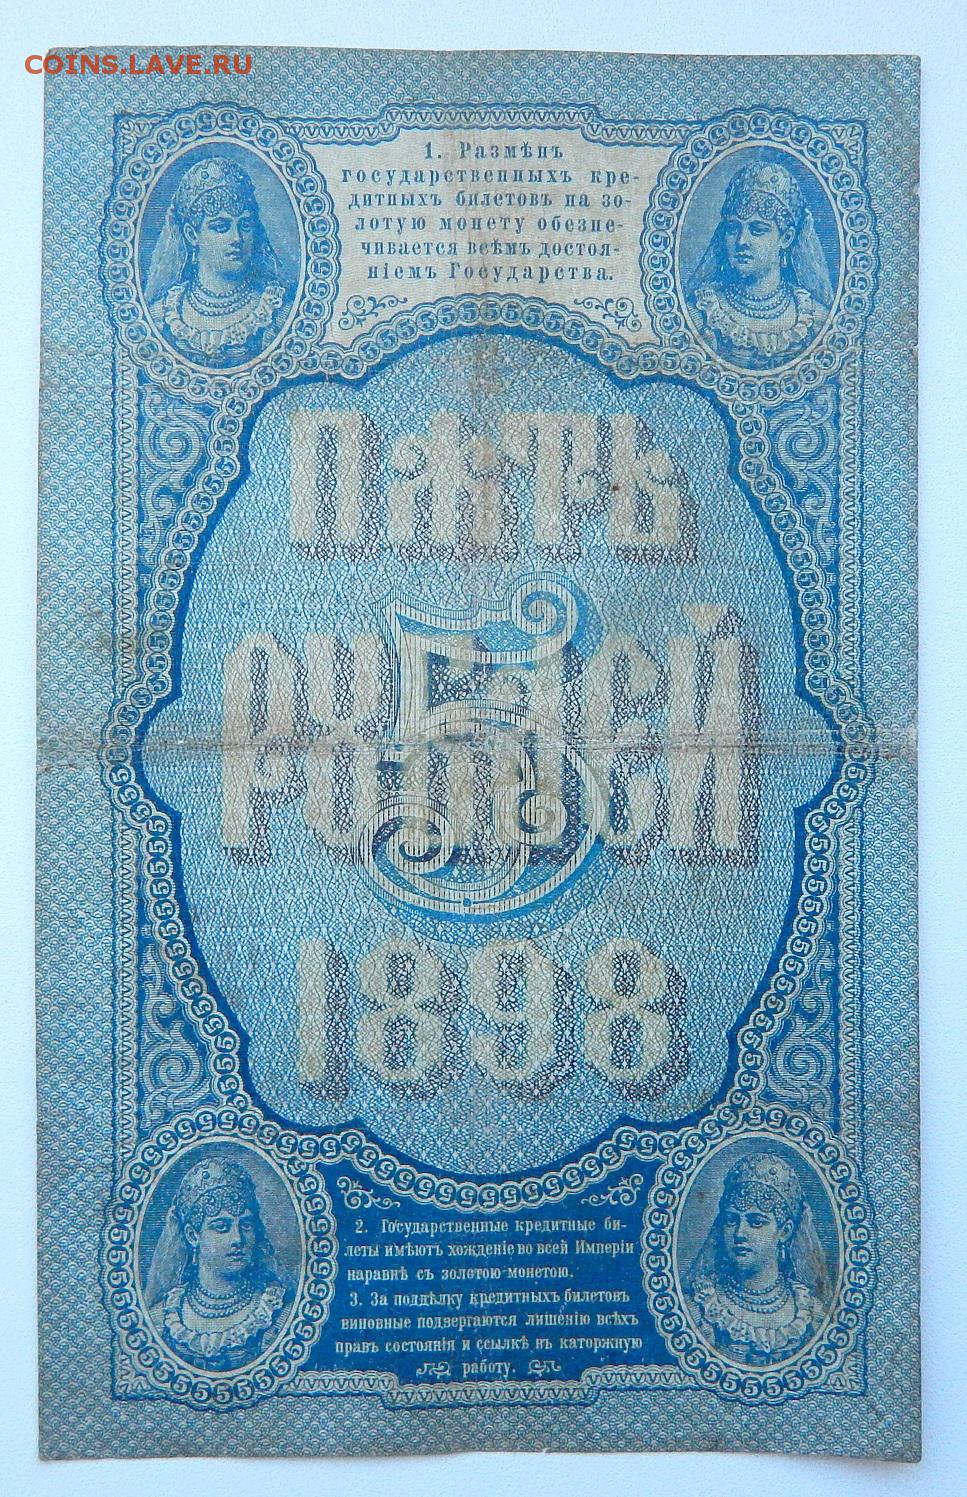 COINS.LAVE.RU
1. Размѣнъ
государственныхъ кре-
дитныхъ билетовъ на зо-
лотую монету обезпе-
чивается всѣмъ достоя-
ніемъ Государства.
ПЯТЬ
РУБЛЕЙ
5
1898
2. Государственные кредитные би-
леты имѣютъ хожденіе во всей Имперіи
наравнѣ съ золотою монетою.
3. За поддѣлку кредитныхъ билетовъ
виновные подвергаются лишенію всѣхъ
правъ состоянія и ссылкѣ въ каторжную
работу.